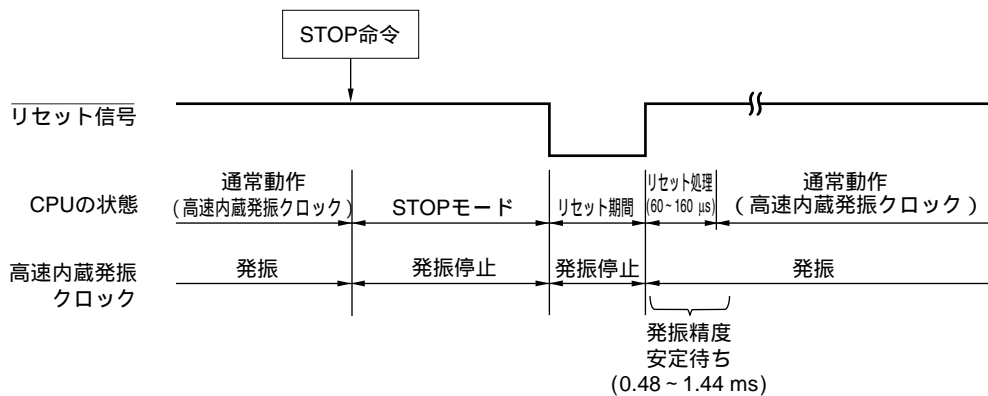 STOP命令
リセット信号
CPUの状態
通常動作
(高速内蔵発振クロック)
STOPモード
リセット期間
リセット処理
(60~160 μs)
通常動作
(高速内蔵発振クロック)
高速内蔵発振
クロック
発振
発振停止
発振停止
発振
発振精度
安定待ち
(0.48~1.44 ms)